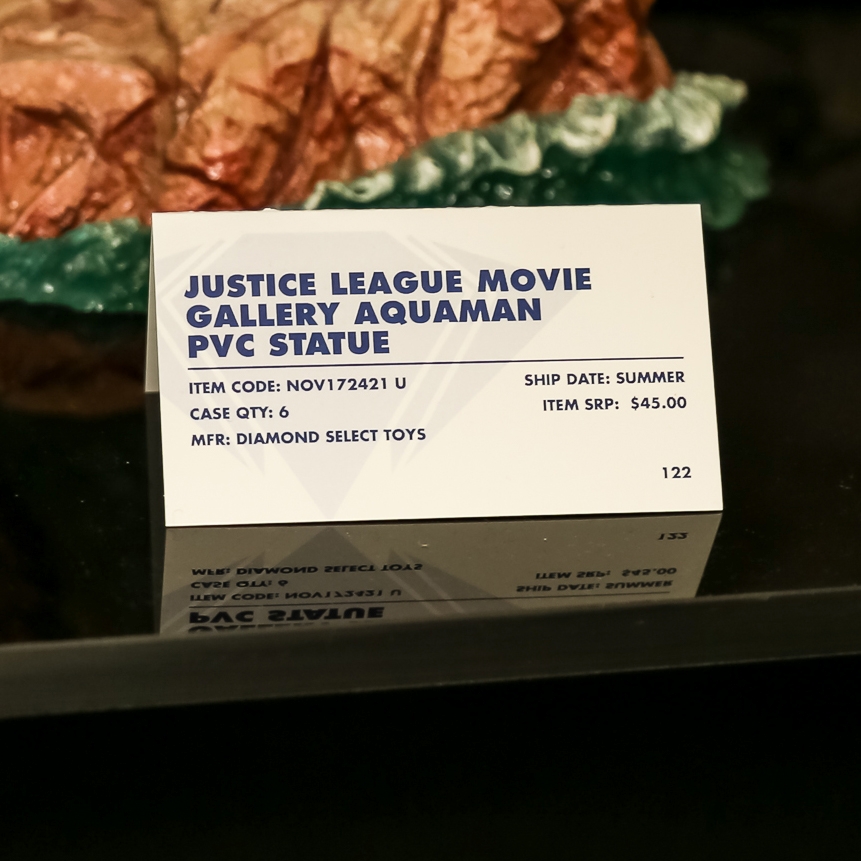 JUSTICE LEAGUE MOVIE
GALLERY AQUAMAN
PVC STATUE
ITEM CODE: NOV172421 U
CASE QTY: 6
MFR: DIAMOND SELECT TOYS
SHIP DATE: SUMMER
ITEM SRP: $45.00
122